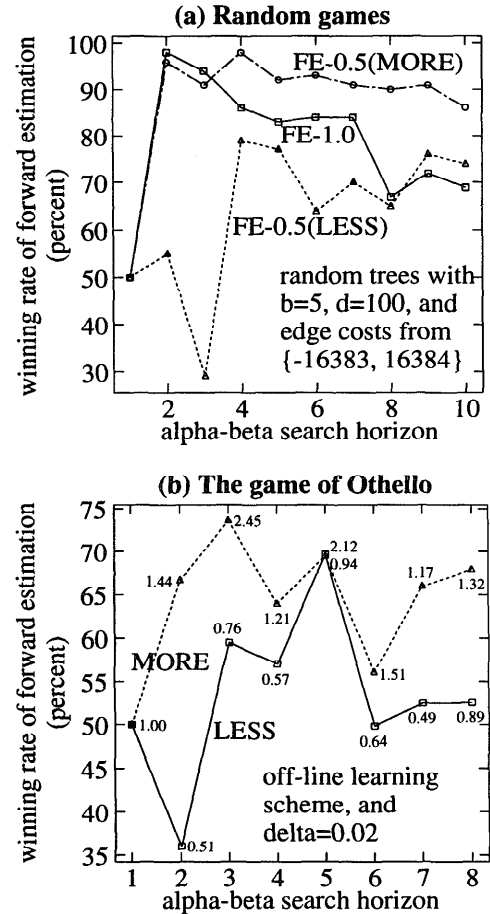 (a) Random games
winning rate of forward estimation
(percent)
100
90
80
70
60
50
40
30
FE-0.5(MORE)
FE-1.0
FE-0.5(LESS)
random trees with
b=5, d=100, and
edge costs from
{-16383, 16384}
2 4 6 8 10
alpha-beta search horizon
(b) The game of Othello
winning rate of forward estimation
(percent)
75
70
65
60
55
50
45
40
35
2.45
2.12
0.94
1.44
1.17
1.32
1.21
0.76
MORE
0.57
1.51
1.00
LESS
0.64
0.49
0.89
0.51
off-line learning
scheme, and
delta=0.02
1 2 3 4 5 6 7 8
alpha-beta search horizon